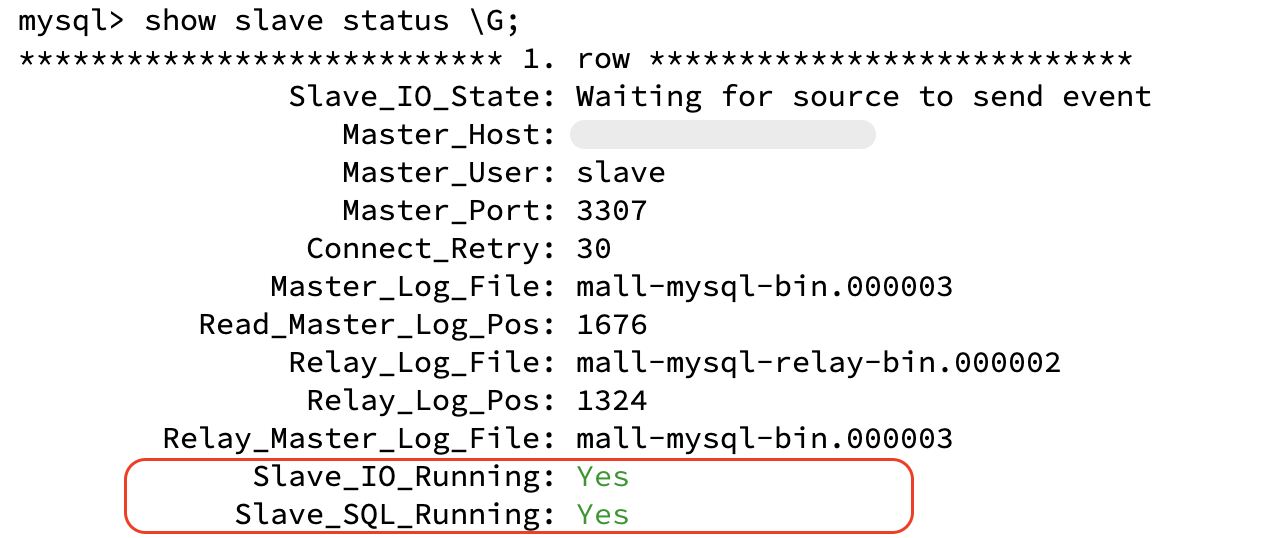 mysql> show slave status \G;
*************************** 1. row ***************************
Slave_IO_State: Waiting for source to send event
Master_Host:
Master_User: slave
Master_Port: 3307
Connect_Retry: 30
Master_Log_File: mall-mysql-bin.000003
Read_Master_Log_Pos: 1676
Relay_Log_File: mall-mysql-relay-bin.000002
Relay_Log_Pos: 1324
Relay_Master_Log_File: mall-mysql-bin.000003
Slave_IO_Running: Yes
Slave_SQL_Running: Yes